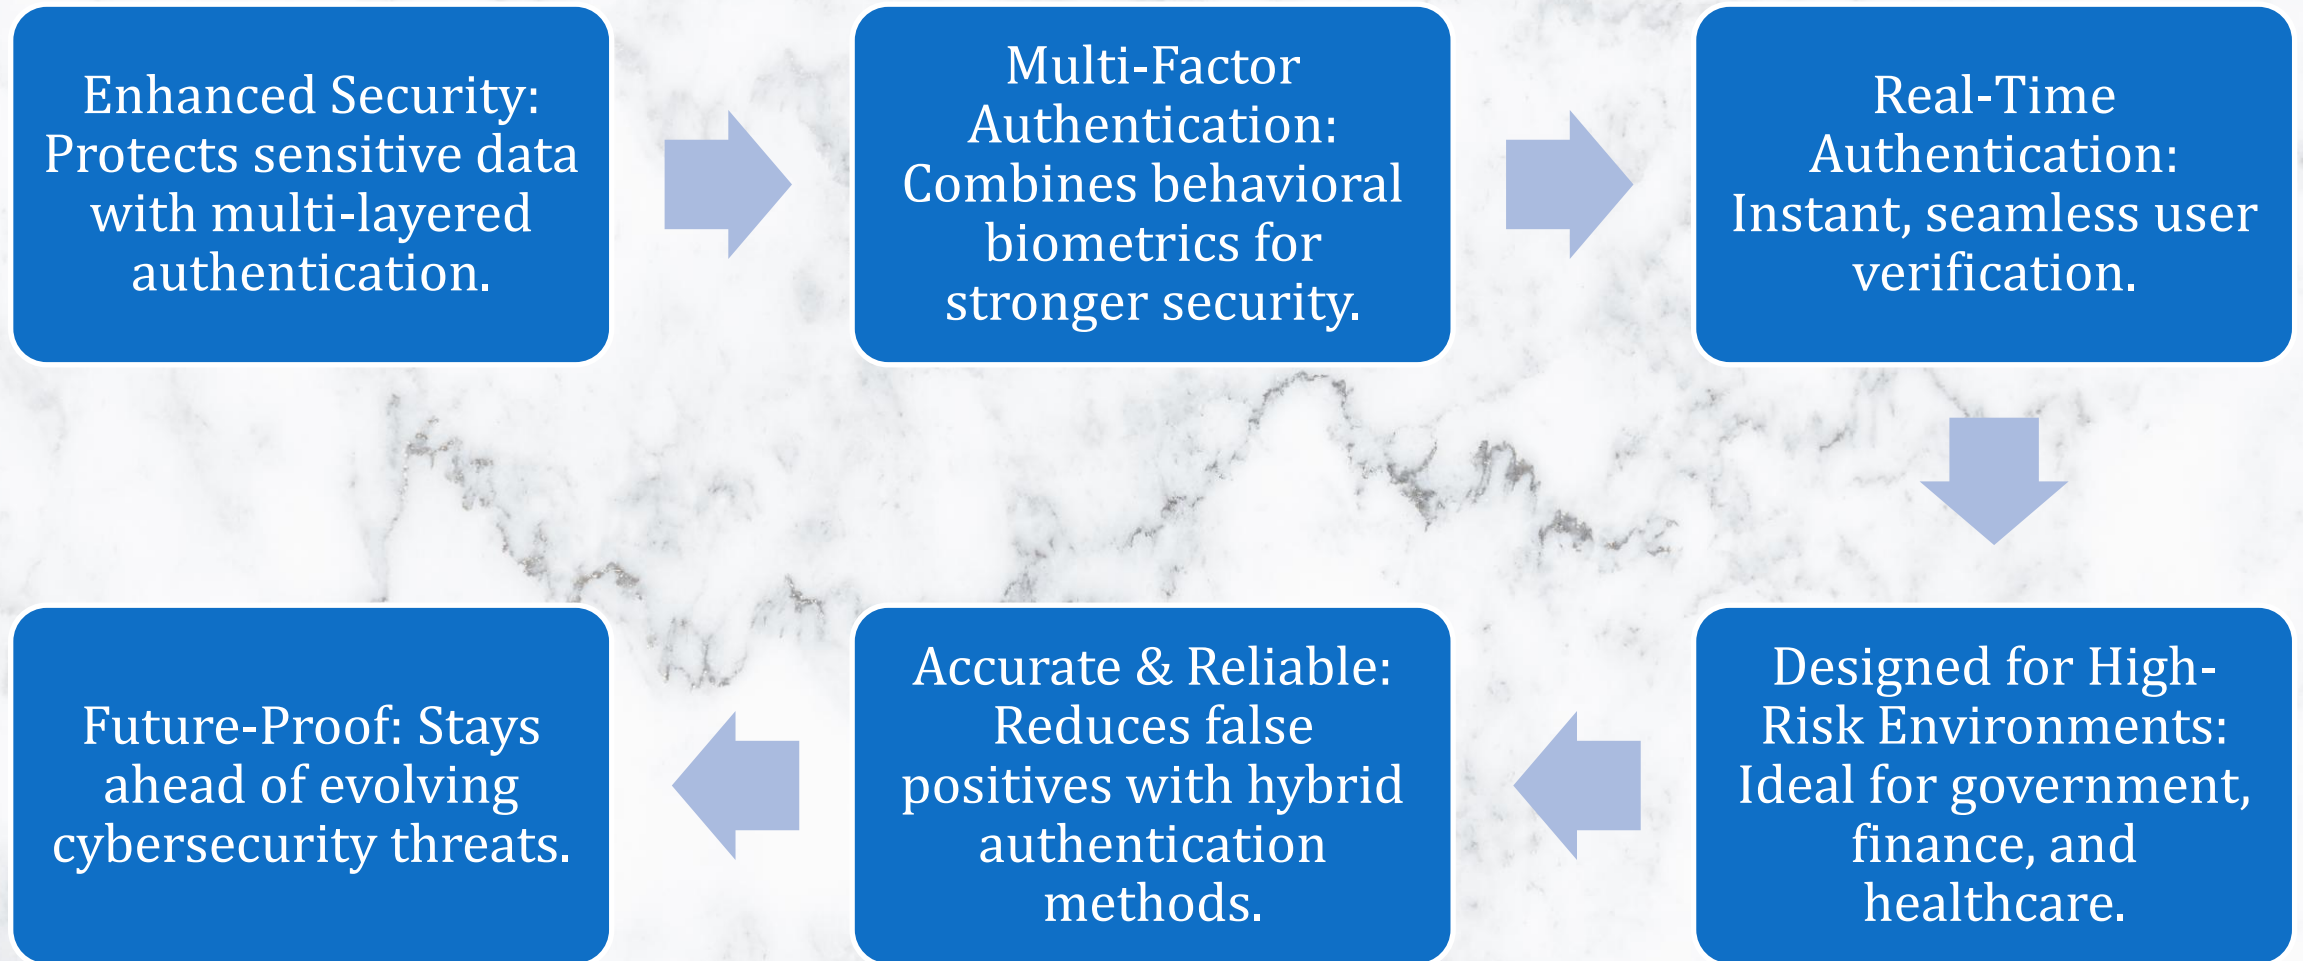 Enhanced Security:
Protects sensitive data
with multi-layered
authentication.
Multi-Factor
Authentication:
Combines behavioral
biometrics for
stronger security.
Real-Time
Authentication:
Instant, seamless user
verification.
Designed for High-
Risk Environments:
Ideal for government,
finance, and
healthcare.
Accurate & Reliable:
Reduces false
positives with hybrid
authentication
methods.
Future-Proof: Stays
ahead of evolving
cybersecurity threats.